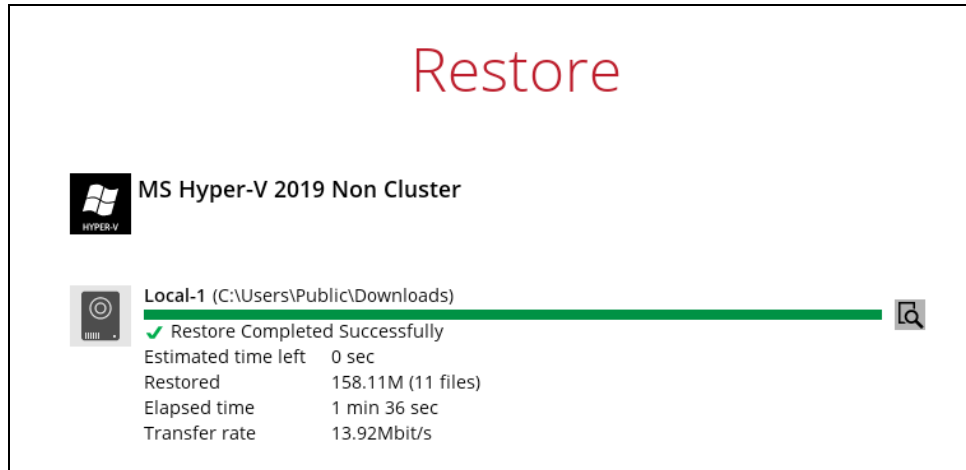 Restore
HYPER-V
MS Hyper-V 2019 Non Cluster
Local-1 (C:\Users\Public\Downloads)
Restore Completed Successfully
Estimated time left 0 sec
Restored 158.11M (11 files)
Elapsed time 1 min 36 sec
Transfer rate 13.92Mbit/s